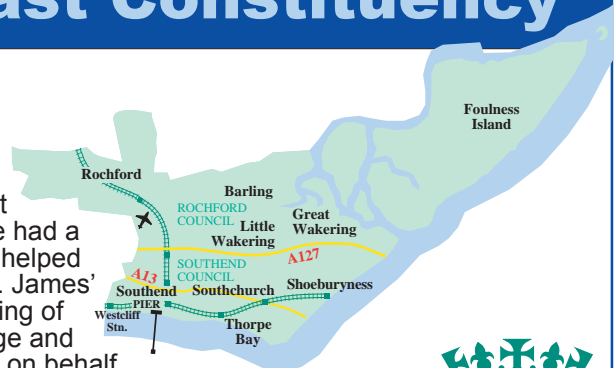 ast Constituency
t
e had a
helped
. James’
ing of
ge and
on behalf
Foulness
Island
Rochford
Barling
ROCHFORD
COUNCIL
Little
Wakering
Great
Wakering
A127
SOUTHEND
COUNCIL
A13
Southend
PIER
Southchurch
Shoeburyness
Westcliff
Stn.
Thorpe
Bay